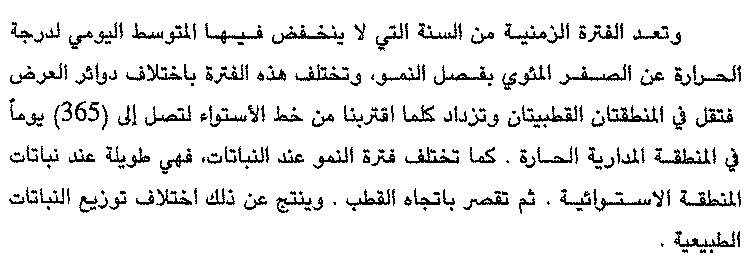 وتعد الفترة الزمنية من السنة التي لا ينخفض فيها المتوسط اليومي لدرجة
الحرارة عن الصفر المئوي بفصل النمو، وتختلف هذه الفترة باختلاف دوائر العرض
فتقل في المنطقتان القطبيتان وتزداد كلما اقتربنا من خط الأستواء لتصل إلى (365) يوماً
في المنطقة المدارية الحارة . كما تختلف فترة النمو عند النباتات، فهي طويلة عند نباتات
المنطقة الاستوائية . ثم تقصر باتجاه القطب . وينتج عن ذلك اختلاف توزيع النباتات
الطبيعية .